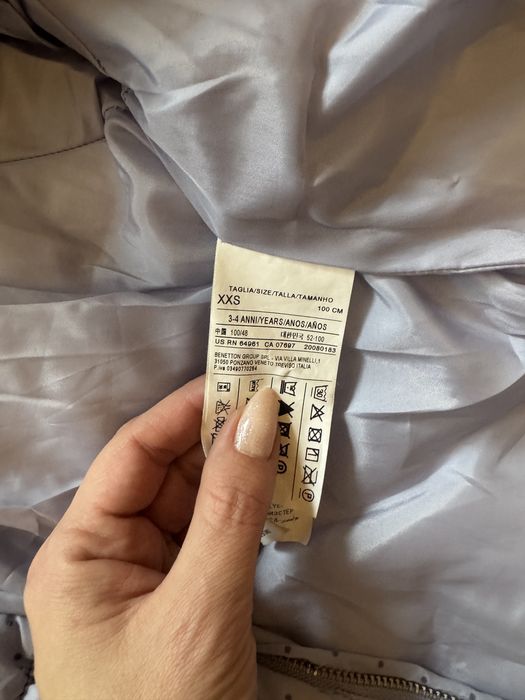 TAGLIA/SIZE/TALLA/TAMANHO
XXS 100 CM
3-4 ANNI/YEARS/ANOS/AÑOS
中国 100/48 대한민국 52-100
US RN 64961 CA 07697 20080183
BENETTON GROUP SRL - VIA VILLA MINELLI,1
31050 PONZANO VENETO TREVISO ITALIA
P.iva 03490770264